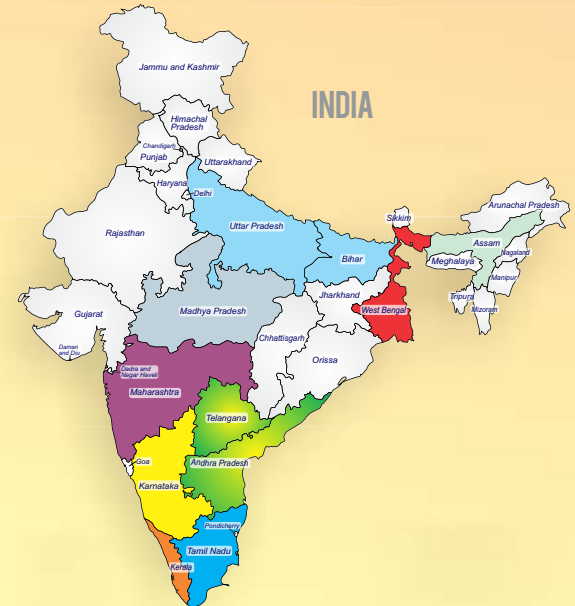 Jammu and Kashmir
INDIA
Himachal
Pradesh
Chandigarh
Punjab
Uttarakhand
Haryana
Delhi
Arunachal Pradesh
Sikkim
Uttar Pradesh
Rajasthan
Assam
Nagaland
Bihar
Meghalaya
Manipur
Jharkhand
Tripura
Mizoram
Gujarat
Madhya Pradesh
West Bengal
Chhattisgarh
Daman
and Diu
Orissa
Dadra and
Nagar Haveli
Maharashtra
Telangana
Goa
Andhra Pradesh
Karnataka
Pondicherry
Tamil Nadu
Kerala